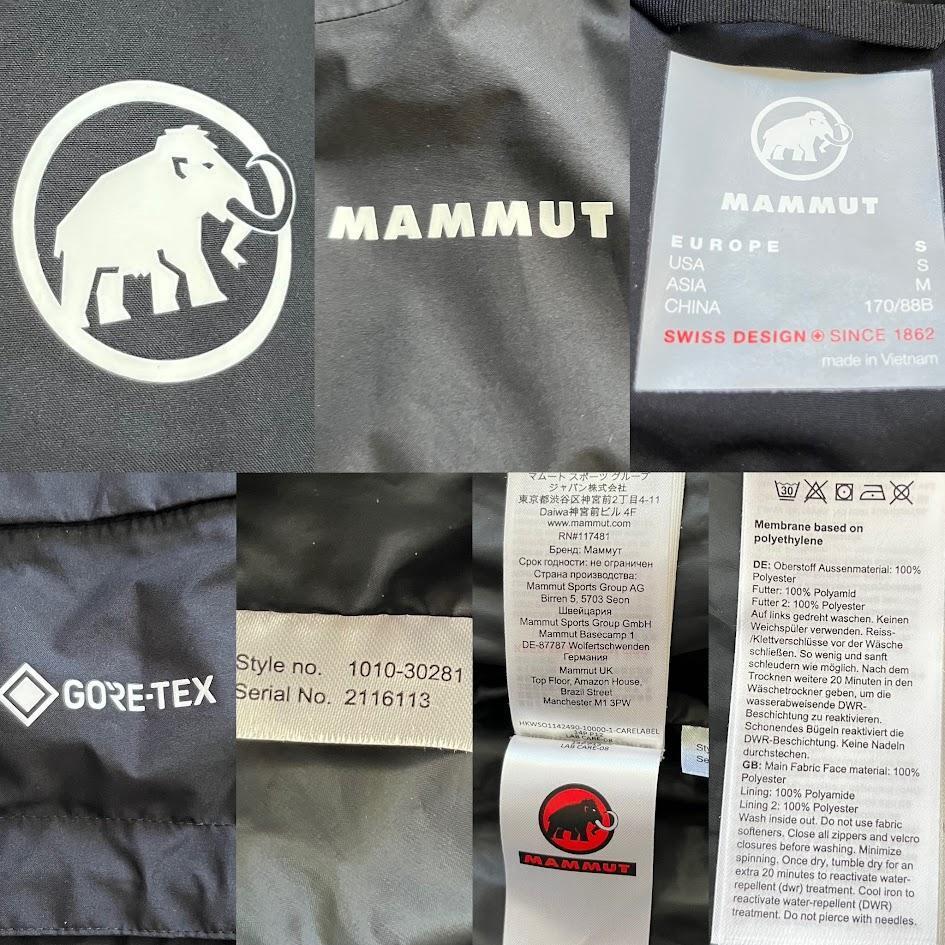 MAMMUT
MAMMUT
EUROPE S
USA S
ASIA M
CHINA 170/88B
SWISS DESIGN SINCE 1862
made in Vietnam
GORE-TEX
Style no. 1010-30281
Serial No. 2116113
マムート スポーツ グループ
ジャパン株式会社
東京都渋谷区神宮前2丁目4-11
Daiwa神宮前ビル 4F
www.mammut.com
RN#117481
Бренд: Маммут
Срок годности: не ограничен
Страна производства:
Mammut Sports Group AG
Birren 5, 5703 Seon
Швейцария
Mammut Sports Group GmbH
Mammut Basecamp 1
DE-87787 Wolfertschwenden
Германия
Mammut UK
Top Floor, Amazon House,
Brazil Street
Manchester M1 3PW
HKWSO1142490-10000-1-CARELABEL
LAB CARE-08
MAMMUT
Sty
Se
30
Membrane based on
polyethylene
DE: Oberstoff Aussenmaterial: 100%
Polyester
Futter: 100% Polyamid
Futter 2: 100% Polyester
Auf links gedreht waschen. Keinen
Weichspüler verwenden. Reiss-
/Klettverschlüsse vor der Wäsche
schließen. So wenig und sanft
schleudern wie möglich. Nach dem
Trocknen weitere 20 Minuten in den
Wäschetrockner geben, um die
wasserabweisende DWR-
Beschichtung zu reaktivieren.
Schonendes Bügeln reaktiviert die
DWR-Beschichtung. Keine Nadeln
durchstechen.
GB: Main Fabric Face material: 100%
Polyester
Lining: 100% Polyamide
Lining 2: 100% Polyester
Wash inside out. Do not use fabric
softeners. Close all zippers and velcro
closures before washing. Minimize
spinning. Once dry, tumble dry for an
extra 20 minutes to reactivate water-
repellent (dwr) treatment. Cool iron to
reactivate water-repellent (DWR)
treatment. Do not pierce with needles.